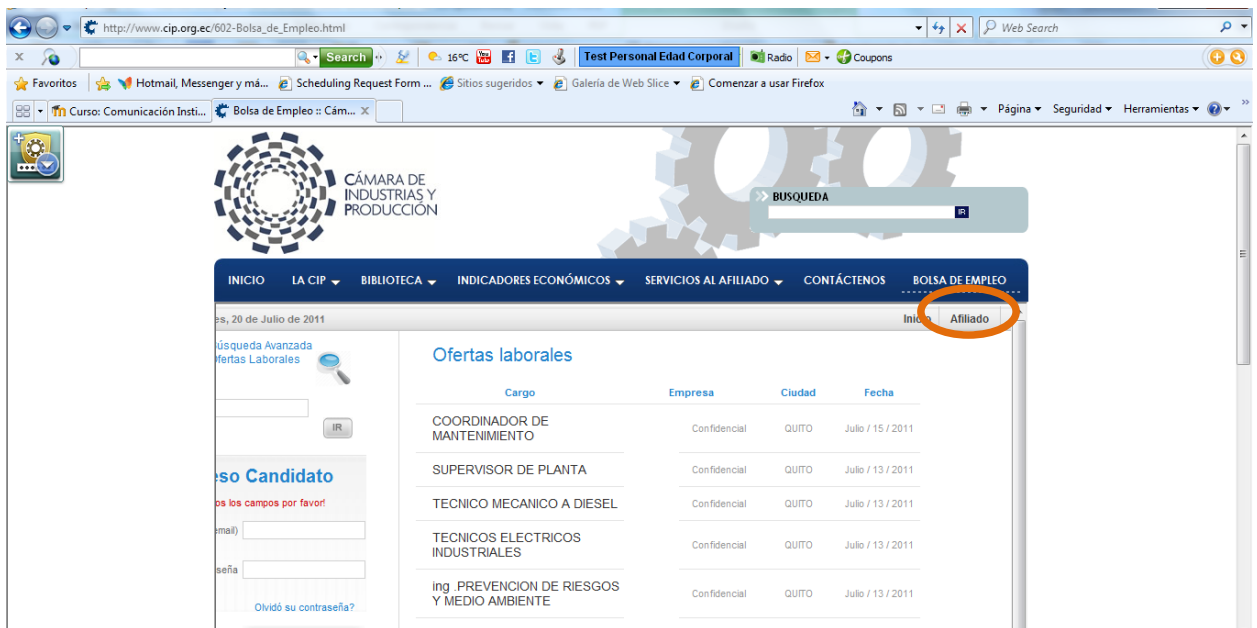 http://www.cip.org.ec/602-Bolsa_de_Empleo.html Web Search
x Search 16°C You Tube Test Personal Edad Corporal Radio Coupons
Favoritos Hotmail, Messenger y má... Scheduling Request Form ... Sitios sugeridos Galería de Web Slice Comenzar a usar Firefox
Curso: Comunicación Insti... Bolsa de Empleo :: Cám... X Página Seguridad Herramientas »
CÁMARA DE
INDUSTRIAS Y
PRODUCCIÓN
BUSQUEDA
IR
INICIO LA CIP BIBLIOTECA INDICADORES ECONÓMICOS SERVICIOS AL AFILIADO CONTÁCTENOS BOLSA DE EMPLEO
es, 20 de Julio de 2011 Inicio Afiliado
úsqueda Avanzada
fertas Laborales
IR
eso Candidato
os los campos por favor!
email)
seña
Olvidó su contraseña?
Ofertas laborales
Cargo Empresa Ciudad Fecha
COORDINADOR DE
MANTENIMIENTO Confidencial QUITO Julio / 15 / 2011
SUPERVISOR DE PLANTA Confidencial QUITO Julio / 13 / 2011
TECNICO MECANICO A DIESEL Confidencial QUITO Julio / 13 / 2011
TECNICOS ELECTRICOS
INDUSTRIALES Confidencial QUITO Julio / 13 / 2011
ing .PREVENCION DE RIESGOS
Y MEDIO AMBIENTE Confidencial QUITO Julio / 13 / 2011